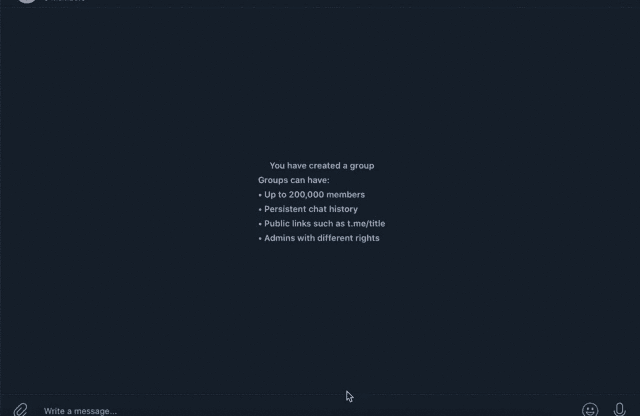 You have created a group
Groups can have:
• Up to 200,000 members
• Persistent chat history
• Public links such as t.me/title
• Admins with different rights
Write a message...